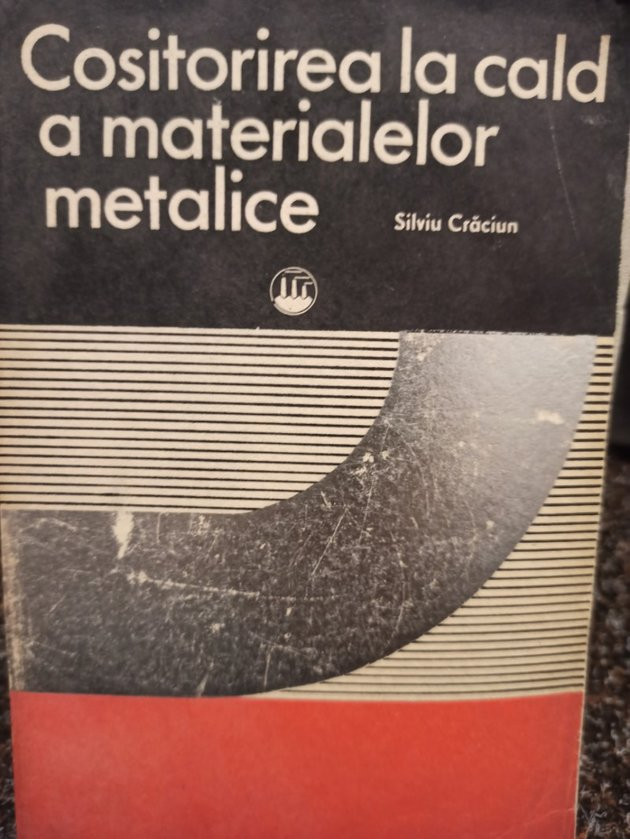 Cositorirea la cald
a materialelor
metalice
Silviu Crăciun